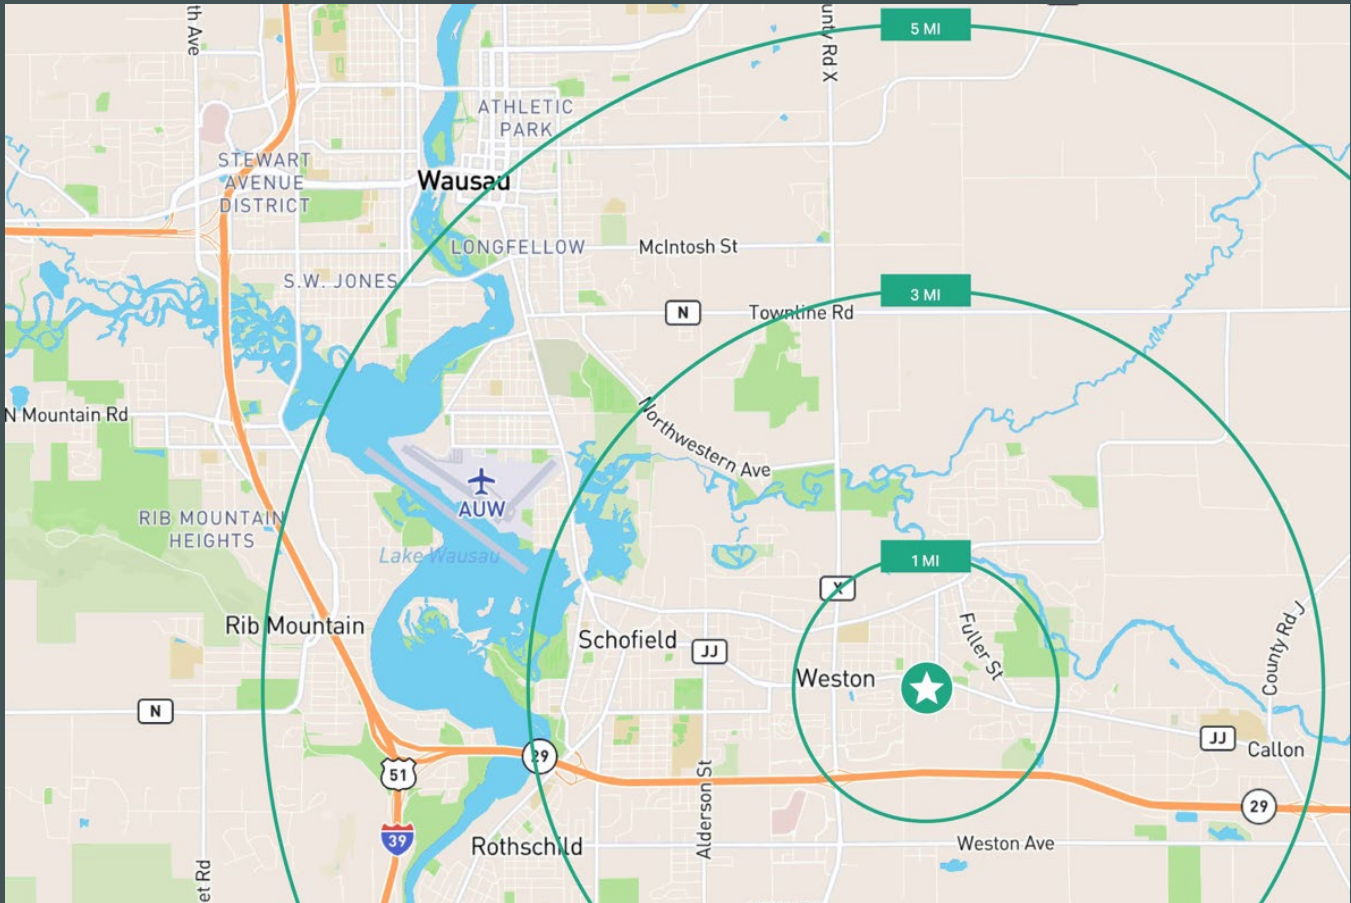 th Ave
unty Rd X
5 MI
ATHLETIC
PARK
STEWART
AVENUE
DISTRICT
Wausau
LONGFELLOW
McIntosh St
S.W. JONES
3 MI
N
Townline Rd
N Mountain Rd
Northwestern Ave
AUW
RIB MOUNTAIN
HEIGHTS
Lake Wausau
1 MI
X
Rib Mountain
Schofield
JJ
Fuller St
County Rd J
Weston
N
JJ
Callon
29
51
29
39
Rothschild
Alderson St
Weston Ave
et Rd